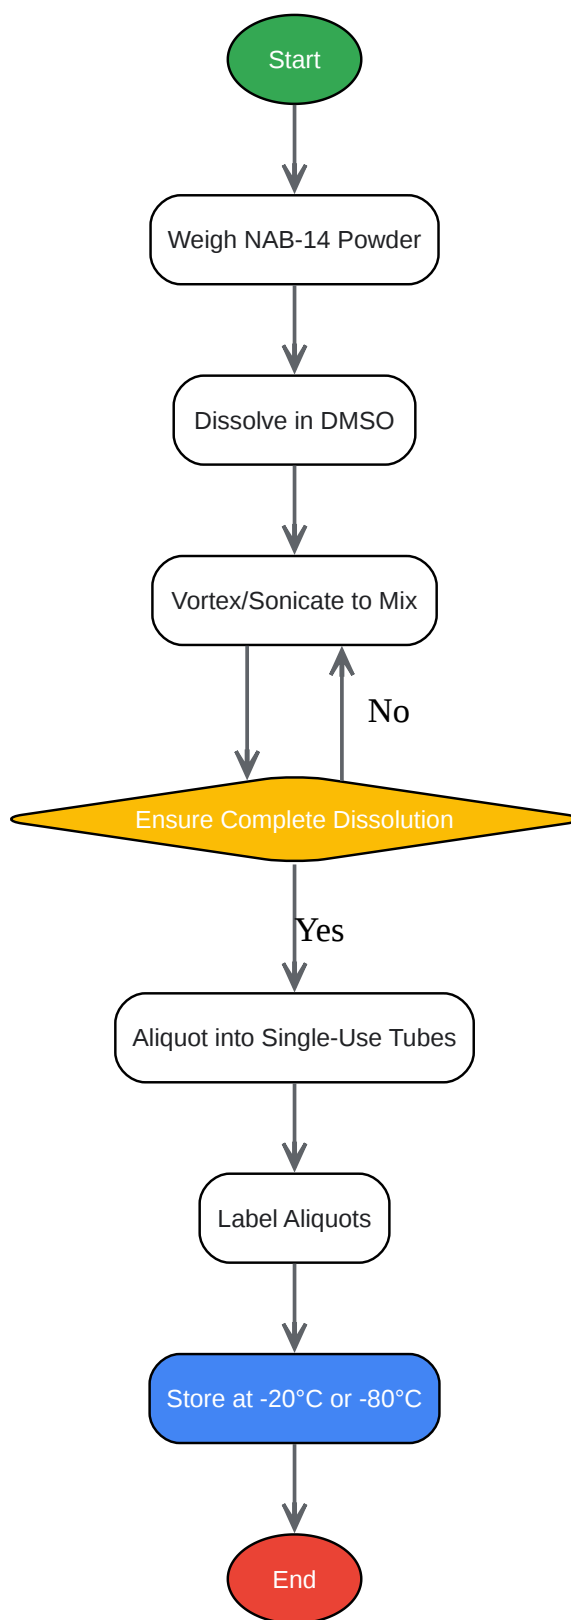 Start
Weigh NAB-14 Powder
Dissolve in DMSO
Vortex/Sonicate to Mix
No
Ensure Complete Dissolution
Yes
Aliquot into Single-Use Tubes
Label Aliquots
Store at -20°C or -80°C
End